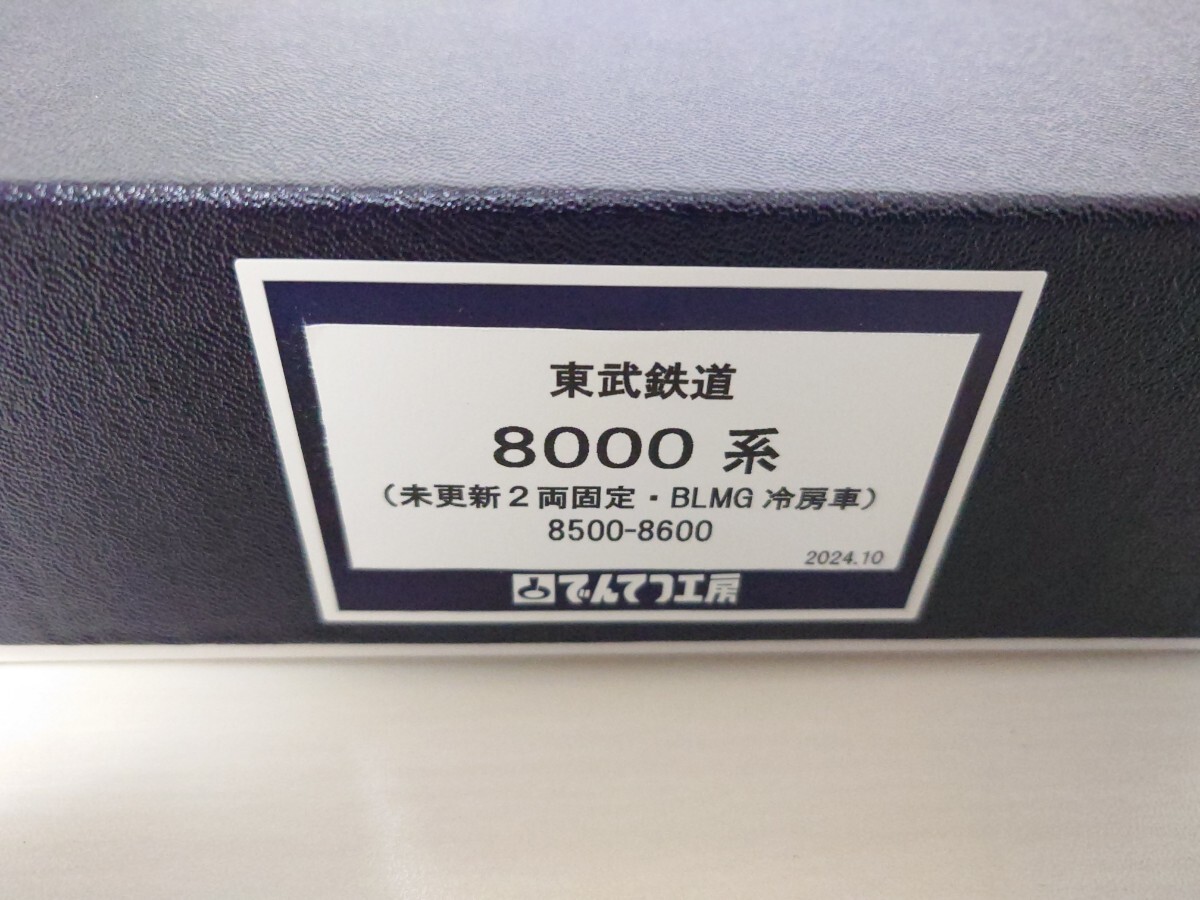 東武鉄道
8000 系
(未更新2両固定・BLMG 冷房車)
8500-8600
2024.10
でんてつ工房